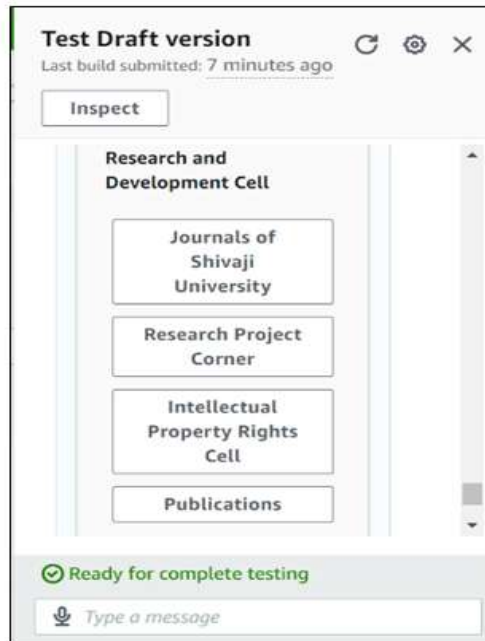 Test Draft version
Last build submitted: 7 minutes ago
Inspect
Research and
Development Cell
Journals of
Shivaji
University
Research Project
Corner
Intellectual
Property Rights
Cell
Publications
Ready for complete testing
Type a message